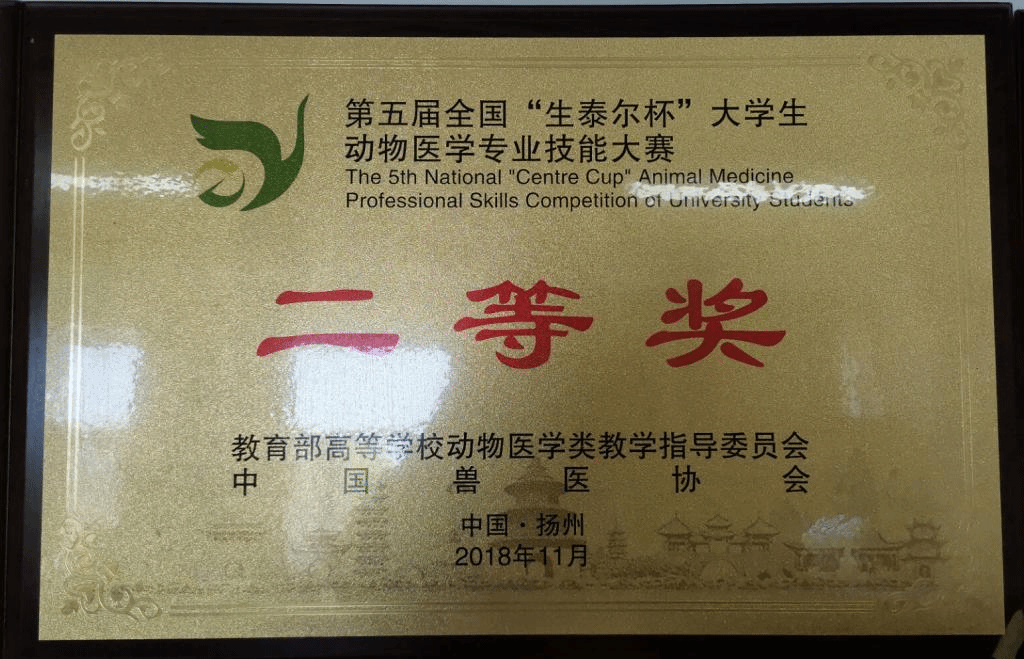 第五届全国“生泰尔杯”大学生
动物医学专业技能大赛
The 5th National "Centre Cup" Animal Medicine
Professional Skills Competition of University Students
二等奖
教育部高等学校动物医学类教学指导委员会
中国兽医协会
中国·扬州
2018年11月